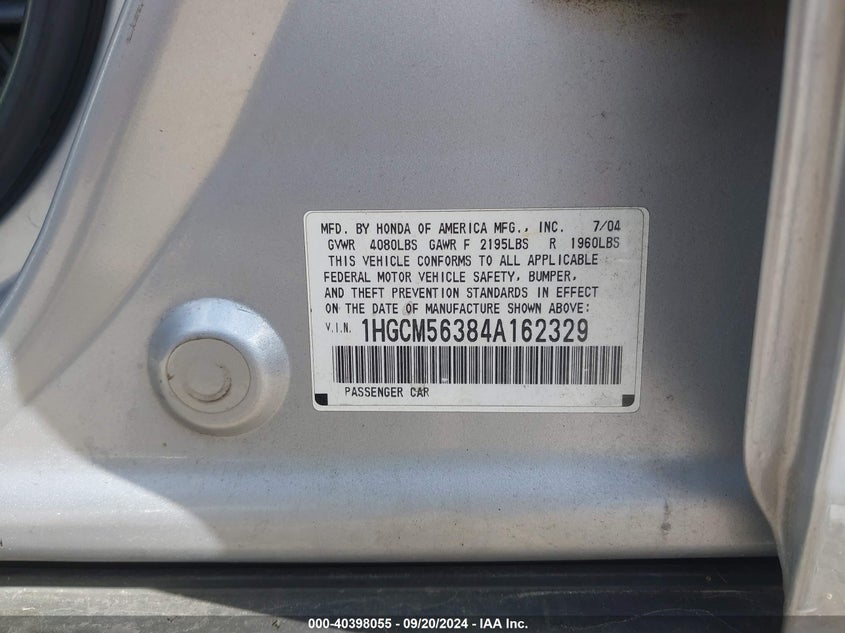 MFD. BY HONDA OF AMERICA MFG., INC. 7/04
GVWR 4080LBS GAWR F 2195LBS R 1960LBS
THIS VEHICLE CONFORMS TO ALL APPLICABLE
FEDERAL MOTOR VEHICLE SAFETY, BUMPER,
AND THEFT PREVENTION STANDARDS IN EFFECT
ON THE DATE OF MANUFACTURE SHOWN ABOVE:
V.I.N. 1HGCM56384A162329
PASSENGER CAR
000-40398055 - 09/20/2024 - IAA Inc.